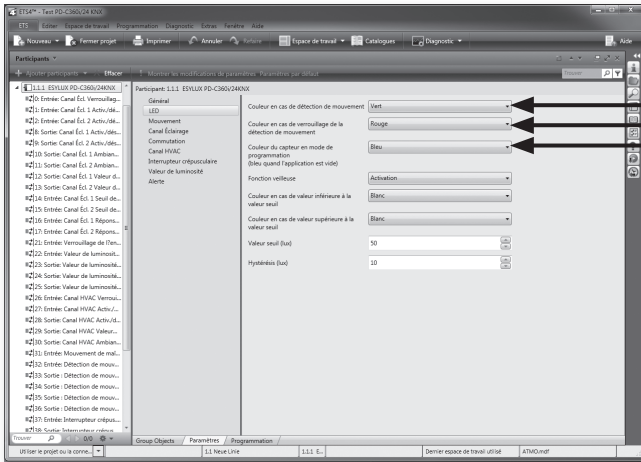 ETS4™ - Test PD-C360i/24 KNX
ETS Éditer Espace de travail Programmation Diagnostic Extras Fenêtre Aide
Nouveau Fermer projet Imprimer Annuler Refaire Espace de travail Catalogues Diagnostic Aide
Participants
Ajouter participants Effacer Montrer les modifications de paramètres Paramètres par défaut Trouver
1.1.1 ESYLUX PD-C360i/24KNX
0: Entrée: Canal Écl. Verrouillag...
1: Entrée: Canal Écl. 1 Activ./dés...
2: Entrée: Canal Écl. 2 Activ./dés...
8: Sortie: Canal Écl. 1 Activ./dés...
9: Sortie: Canal Écl. 2 Activ./dés...
10: Sortie: Canal Écl. 1 Ambian...
11: Sortie: Canal Écl. 2 Ambian...
12: Sortie: Canal Écl. 1 Valeur d...
13: Sortie: Canal Écl. 2 Valeur d...
14: Entrée: Canal Écl. 1 Seuil de...
15: Entrée: Canal Écl. 2 Seuil de...
16: Entrée: Canal Écl. 1 Répons...
17: Entrée: Canal Écl. 2 Répons...
21: Entrée: Verrouillage de l?en...
22: Entrée: Valeur de luminosit...
23: Sortie: Valeur de luminosité...
24: Sortie: Valeur de luminosité...
25: Sortie: Valeur de luminosité...
26: Entrée: Canal HVAC Verroui...
27: Entrée: Canal HVAC Activ./...
28: Sortie: Canal HVAC Activ./d...
29: Sortie: Canal HVAC Valeur...
30: Sortie: Canal HVAC Ambian...
31: Entrée: Mouvement de mal...
32: Entrée: Détection de mouv...
33: Sortie : Détection de mouv...
34: Sortie : Détection de mouv...
35: Sortie : Détection de mouv...
36: Sortie : Détection de mouv...
37: Entrée: Interrupteur crépus...
38: Sortie: Interrupteur crépus...
Trouver 0/0
Participant: 1.1.1 ESYLUX PD-C360i/24KNX
Général
LED
Mouvement
Canal Éclairage
Commutation
Canal HVAC
Interrupteur crépusculaire
Valeur de luminosité
Alerte
Couleur en cas de détection de mouvement Vert
Couleur en cas de verrouillage de la Rouge
détection de mouvement
Couleur du capteur en mode de Bleu
programmation
(bleu quand l'application est vide)
Fonction veilleuse Activation
Couleur en cas de valeur inférieure à la Blanc
valeur seuil
Couleur en cas de valeur supérieure à la Blanc
valeur seuil
Valeur seuil (lux) 50
Hystérésis (lux) 10
Group Objects Paramètres Programmation
Utiliser le projet ou la conne... 1.1 Neue Linie 1.1.1 E... Dernier espace de travail utilisé ATMO.mdf